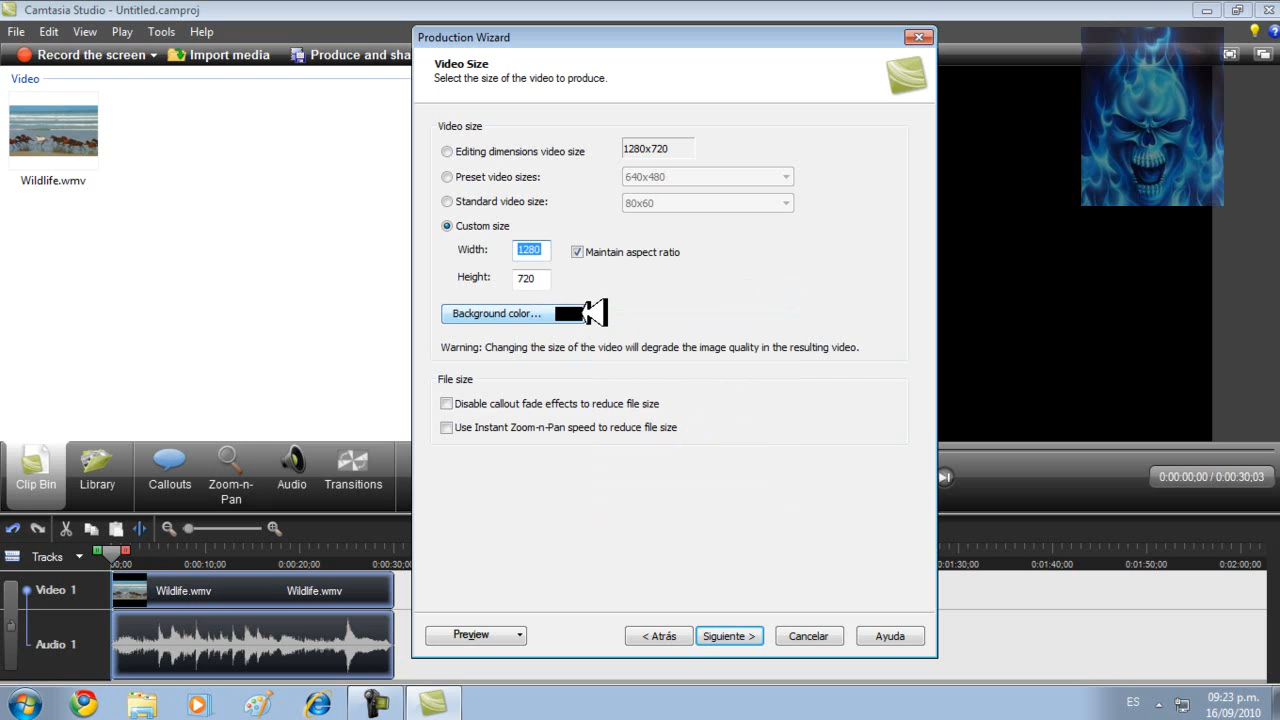 Camtasia Studio - Untitled.camproj
File Edit View Play Tools Help
Record the screen Import media Produce and sha
Video
Wildlife.wmv
Production Wizard
Video Size
Select the size of the video to produce.
Video size
Editing dimensions video size 1280x720
Preset video sizes: 640x480
Standard video size: 80x60
Custom size
Width: 1280 Maintain aspect ratio
Height: 720
Background color...
Warning: Changing the size of the video will degrade the image quality in the resulting video.
File size
Disable callout fade effects to reduce file size
Use Instant Zoom-n-Pan speed to reduce file size
Preview < Atrás Siguiente > Cancelar Ayuda
Clip Bin Library Callouts Zoom-n-Pan Audio Transitions
0:00:00;00 / 0:00:30;03
Tracks
00;00 0:00:10;00 0:00:20;00 0:00:30;00 0:01:30;00 0:01:40;00 0:01:50;00 0:02:00;00
Video 1 Wildlife.wmv Wildlife.wmv
Audio 1
ES 09:23 p.m.
16/09/2010